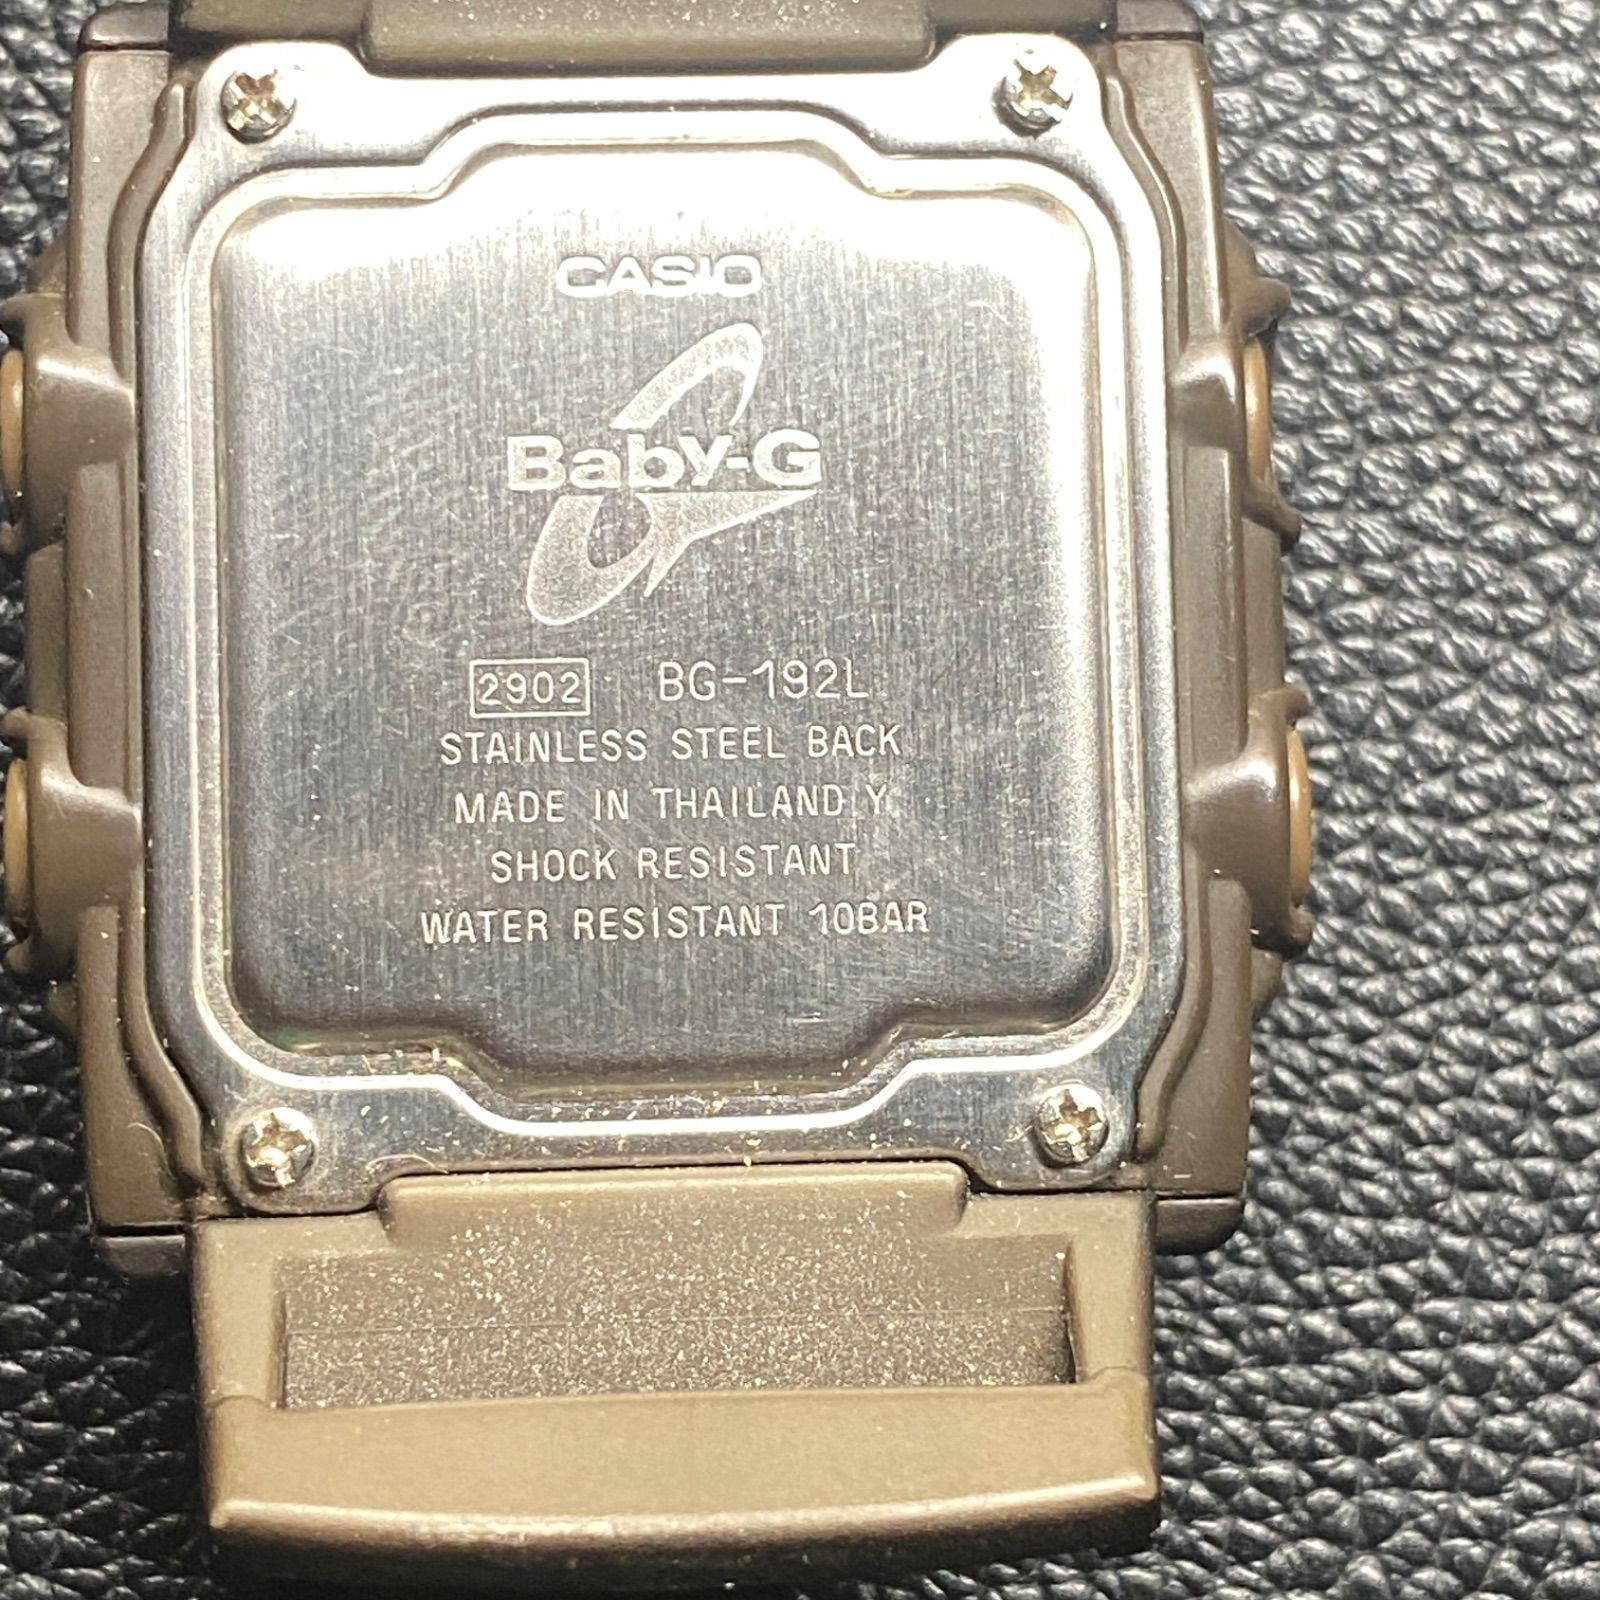 CASIO
Baby-G
2902 BG-192L
STAINLESS STEEL BACK
MADE IN THAILAND Y
SHOCK RESISTANT
WATER RESISTANT 10BAR